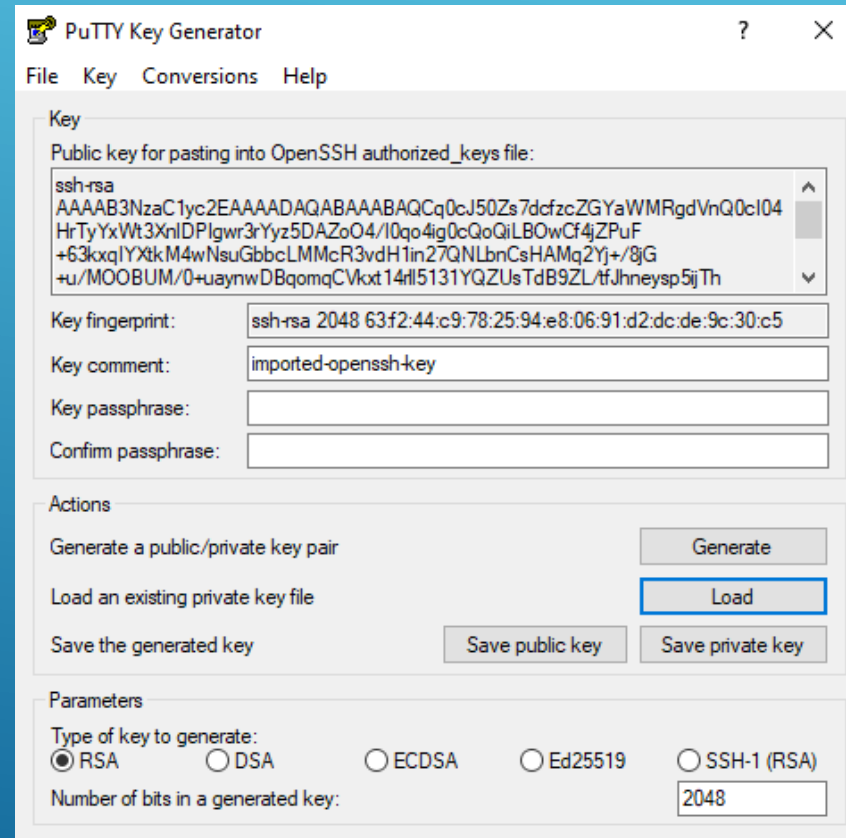 PuTTY Key Generator ?
File Key Conversions Help
Key
Public key for pasting into OpenSSH authorized_keys file:
ssh-rsa
AAAAB3NzaC1yc2EAAAADAQABAAABAQCq0cJ50Zs7dcfzcZGYaWMRgdVnQ0cI04
HrTyYxWt3XnIDPIgwr3rYyz5DAZoO4/I0qo4ig0cQoQiLBOwCf4jZPuF
+63kxqIYXtkM4wNsuGbbcLMMcR3vdH1in27QNLbnCsHAMq2Yj+/8jG
+u/MOOBUM/0+uaynwDBqomqCVkxt14rlI5131YQZUsTdB9ZL/tfJhneysp5ijTh
Key fingerprint: ssh-rsa 2048 63:f2:44:c9:78:25:94:e8:06:91:d2:dc:de:9c:30:c5
Key comment: imported-openssh-key
Key passphrase:
Confirm passphrase:
Actions
Generate a public/private key pair Generate
Load an existing private key file Load
Save the generated key Save public key Save private key
Parameters
Type of key to generate:
RSA DSA ECDSA Ed25519 SSH-1 (RSA)
Number of bits in a generated key: 2048